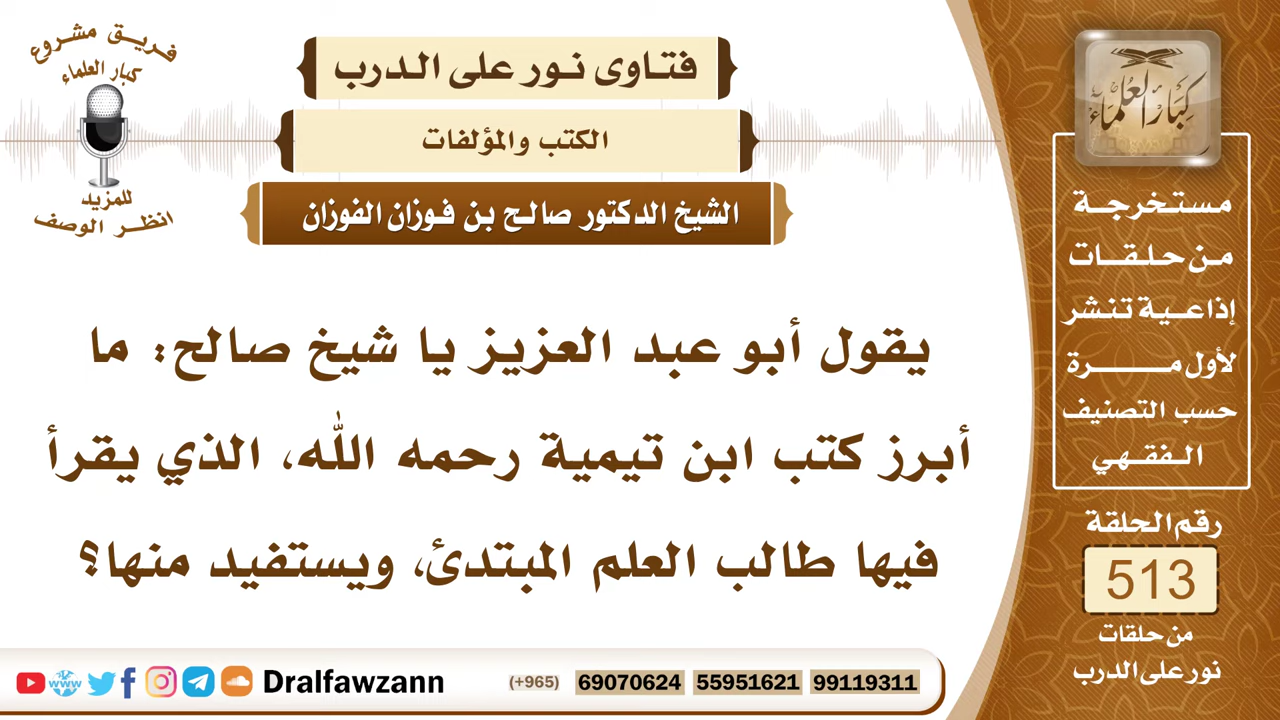 فريق مشروع
كبار العلماء
للمزيد
انظر الوصف
فتاوى نور على الدرب
الكتب والمؤلفات
الشيخ الدكتور صالح بن فوزان الفوزان
يقول أبو عبد العزيز يا شيخ صالح: ما
أبرز كتب ابن تيمية رحمه الله، الذي يقرأ
فيها طالب العلم المبتدئ، ويستفيد منها؟
كبار العلماء
مستخرجة
من حلقات
إذاعية تنشر
لأول مرة
حسب التصنيف
الفقهي
رقم الحلقة
513
من حلقات
نور على الدرب
www Dralfawzann (+965) 69070624 55951621 99119311